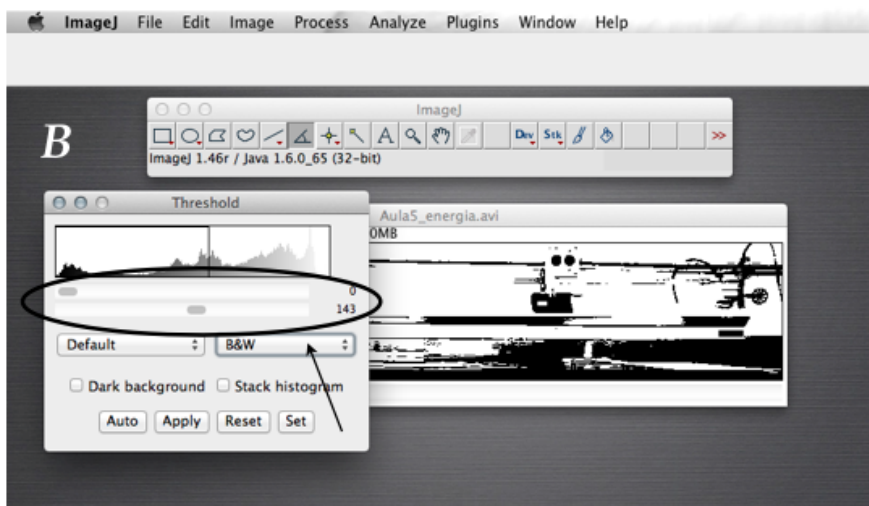 ImageJ File Edit Image Process Analyze Plugins Window Help
B
ImageJ
A Dev Stk >>
ImageJ 1.46r / Java 1.6.0_65 (32-bit)
Threshold
Aula5_energia.avi
0MB
0
143
Default B&W
Dark background Stack histogram
Auto Apply Reset Set